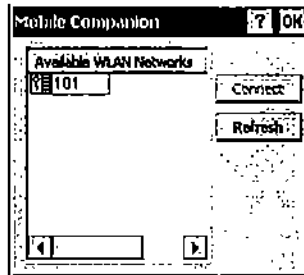 Mobile Companion ? OK
Available WLAN Networks
101
Connect
Refresh